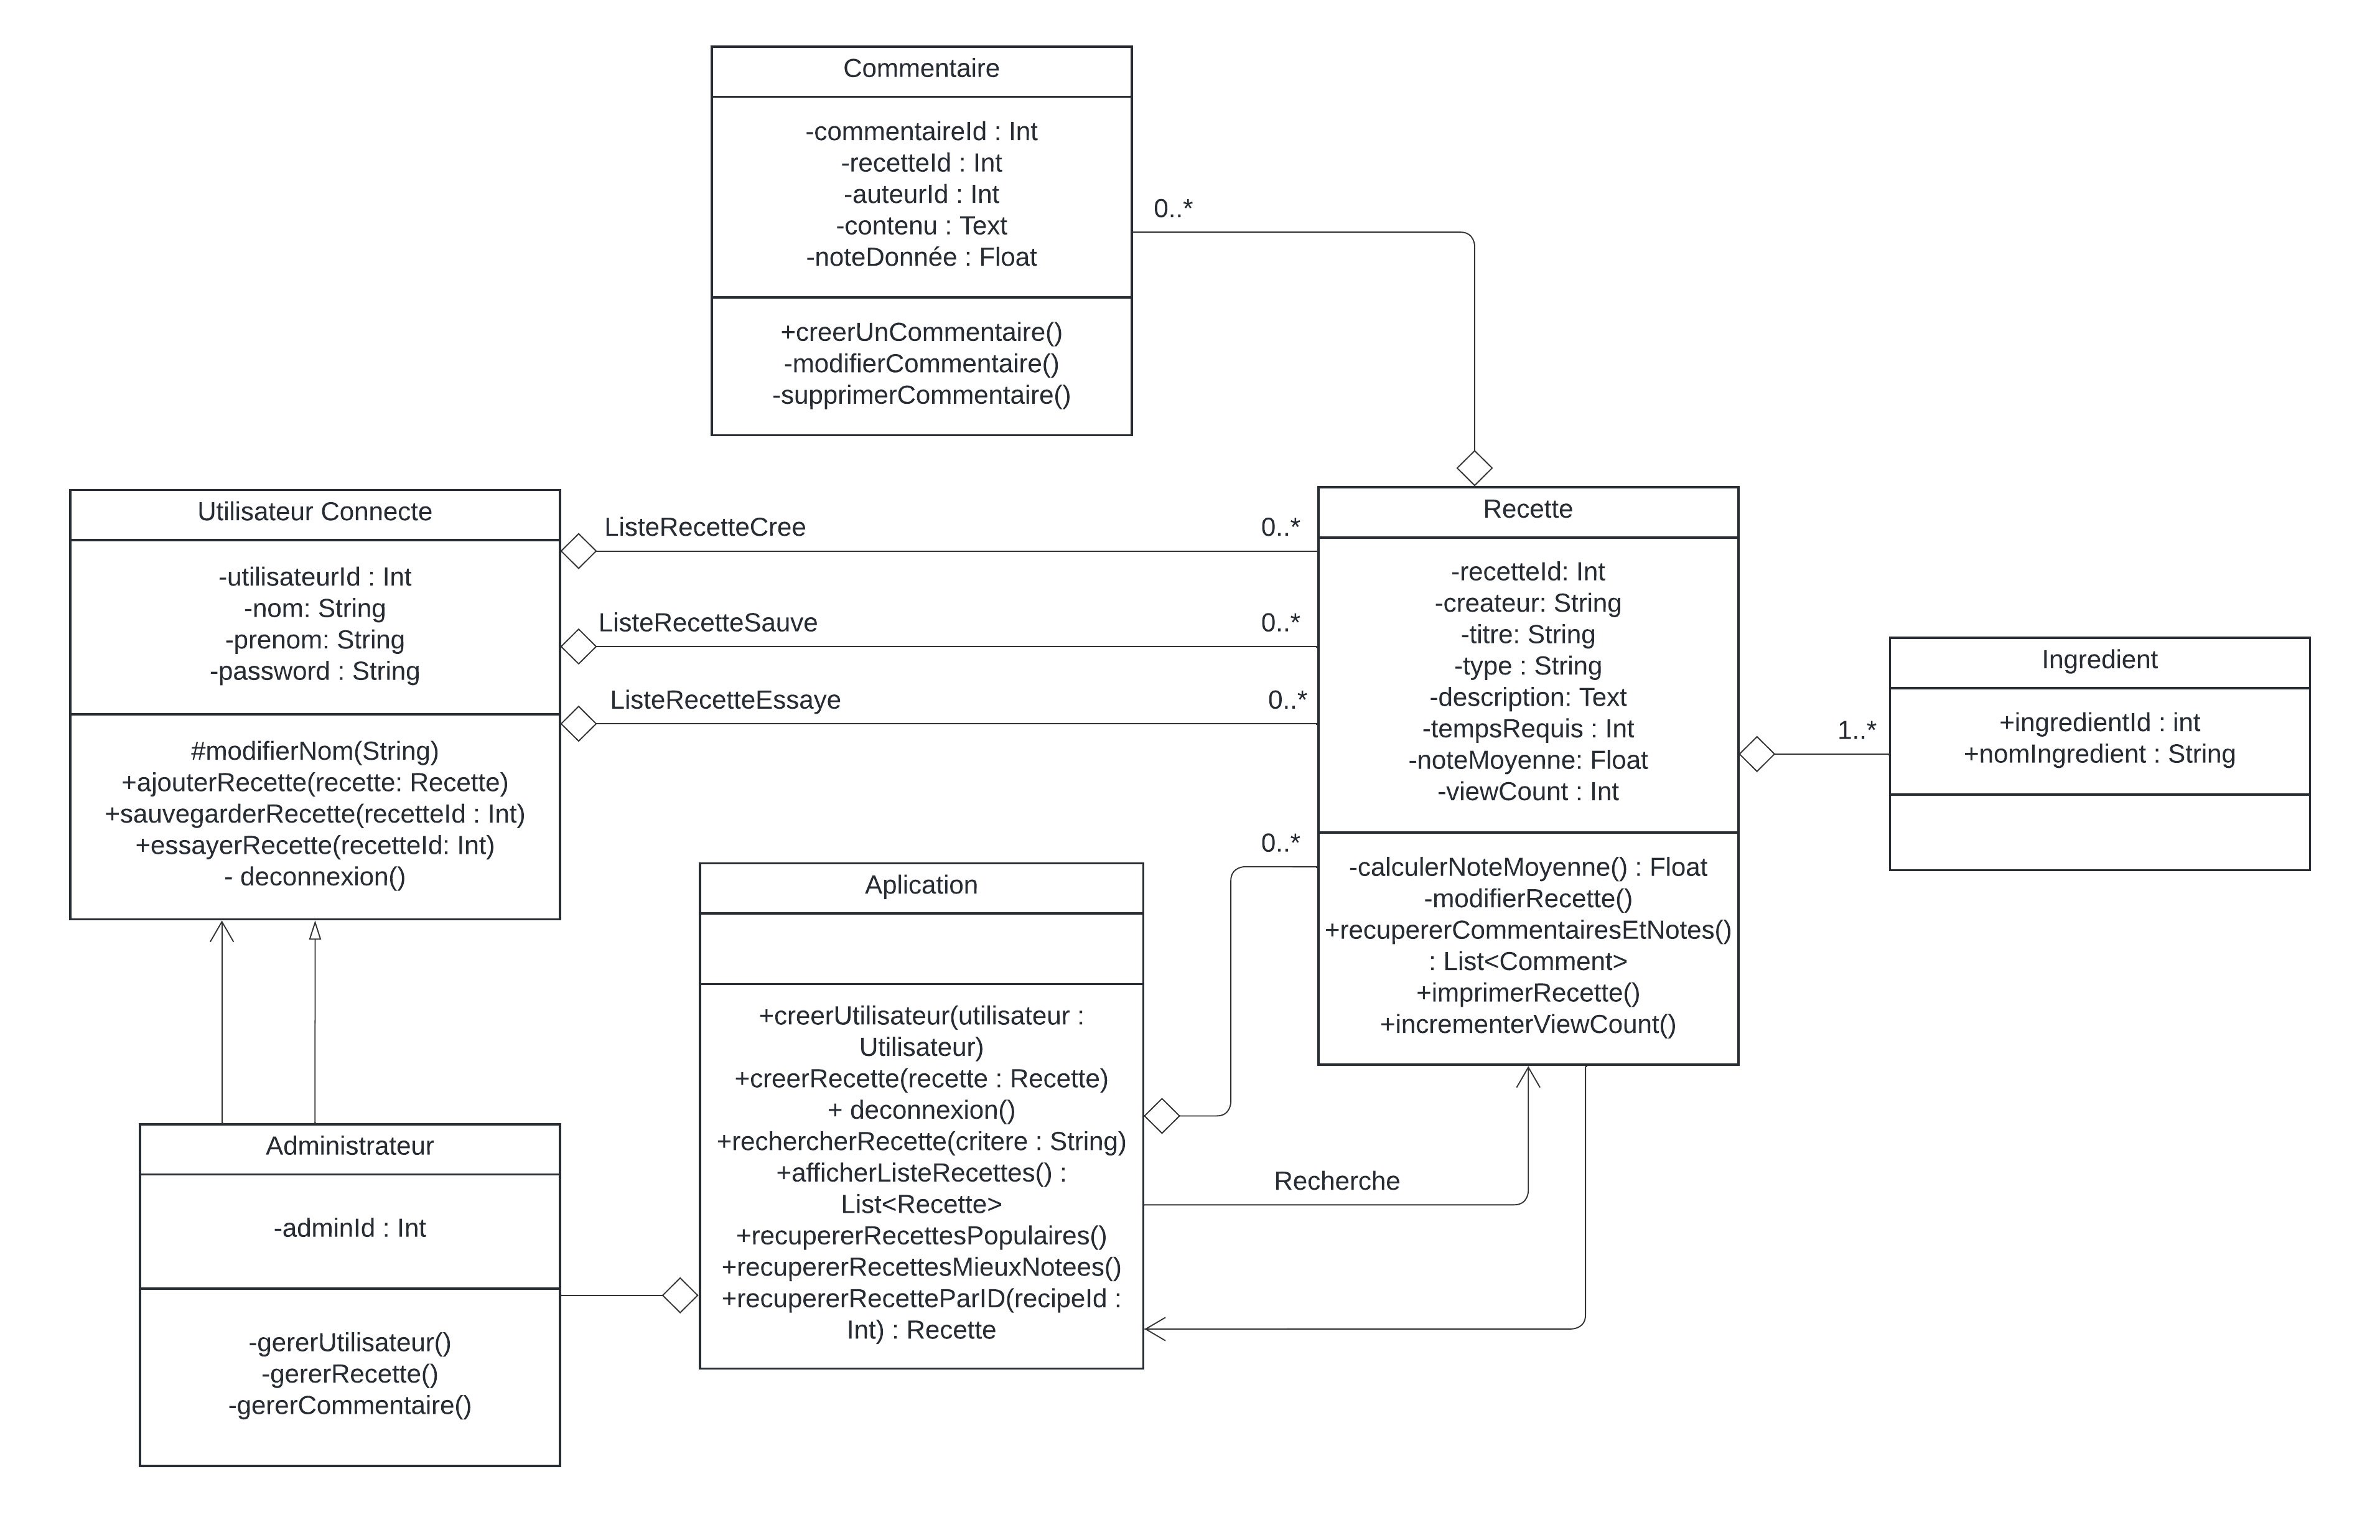 Commentaire
-commentaireId : Int
-recetteId : Int
-auteurId : Int
-contenu : Text
-noteDonnée : Float
+creerUnCommentaire()
-modifierCommentaire()
-supprimerCommentaire()
0..*
Utilisateur Connecte
-utilisateurId : Int
-nom: String
-prenom: String
-password : String
#modifierNom(String)
+ajouterRecette(recette: Recette)
+sauvegarderRecette(recetteId : Int)
+essayerRecette(recetteId: Int)
- deconnexion()
ListeRecetteCree
0..*
ListeRecetteSauve
0..*
ListeRecetteEssaye
0..*
Recette
-recetteId: Int
-createur: String
-titre: String
-type : String
-description: Text
-tempsRequis : Int
-noteMoyenne: Float
-viewCount : Int
-calculerNoteMoyenne() : Float
-modifierRecette()
+recupererCommentairesEtNotes()
: List<Comment>
+imprimerRecette()
+incrementerViewCount()
1..*
Ingredient
+ingredientId : int
+nomIngredient : String
0..*
Aplication
+creerUtilisateur(utilisateur :
Utilisateur)
+creerRecette(recette : Recette)
+ deconnexion()
+rechercherRecette(critere : String)
+afficherListeRecettes() :
List<Recette>
+recupererRecettesPopulaires()
+recupererRecettesMieuxNotees()
+recupererRecetteParID(recipeId :
Int) : Recette
Recherche
Administrateur
-adminId : Int
-gererUtilisateur()
-gererRecette()
-gererCommentaire()